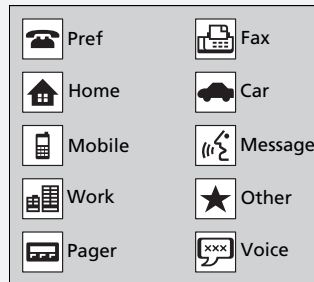 Pref
Fax
Home
Car
Mobile
Message
Work
Other
Pager
×××
Voice